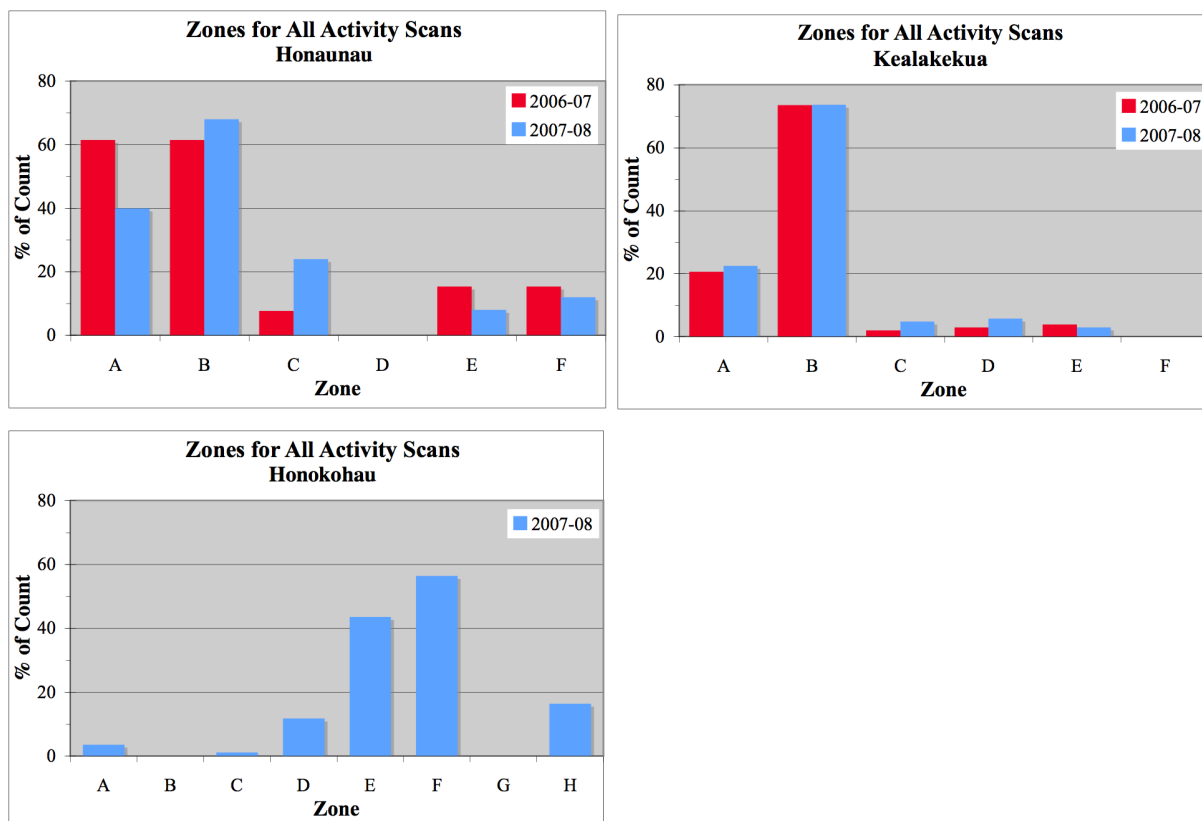 Zones for All Activity Scans
Honaunau
80
60
40
20
0
% of Count
2006-07
2007-08
A B C D E F
Zone
Zones for All Activity Scans
Kealakekua
80
60
40
20
0
% of Count
2006-07
2007-08
A B C D E F
Zone
Zones for All Activity Scans
Honokohau
80
60
40
20
0
% of Count
2007-08
A B C D E F G H
Zone